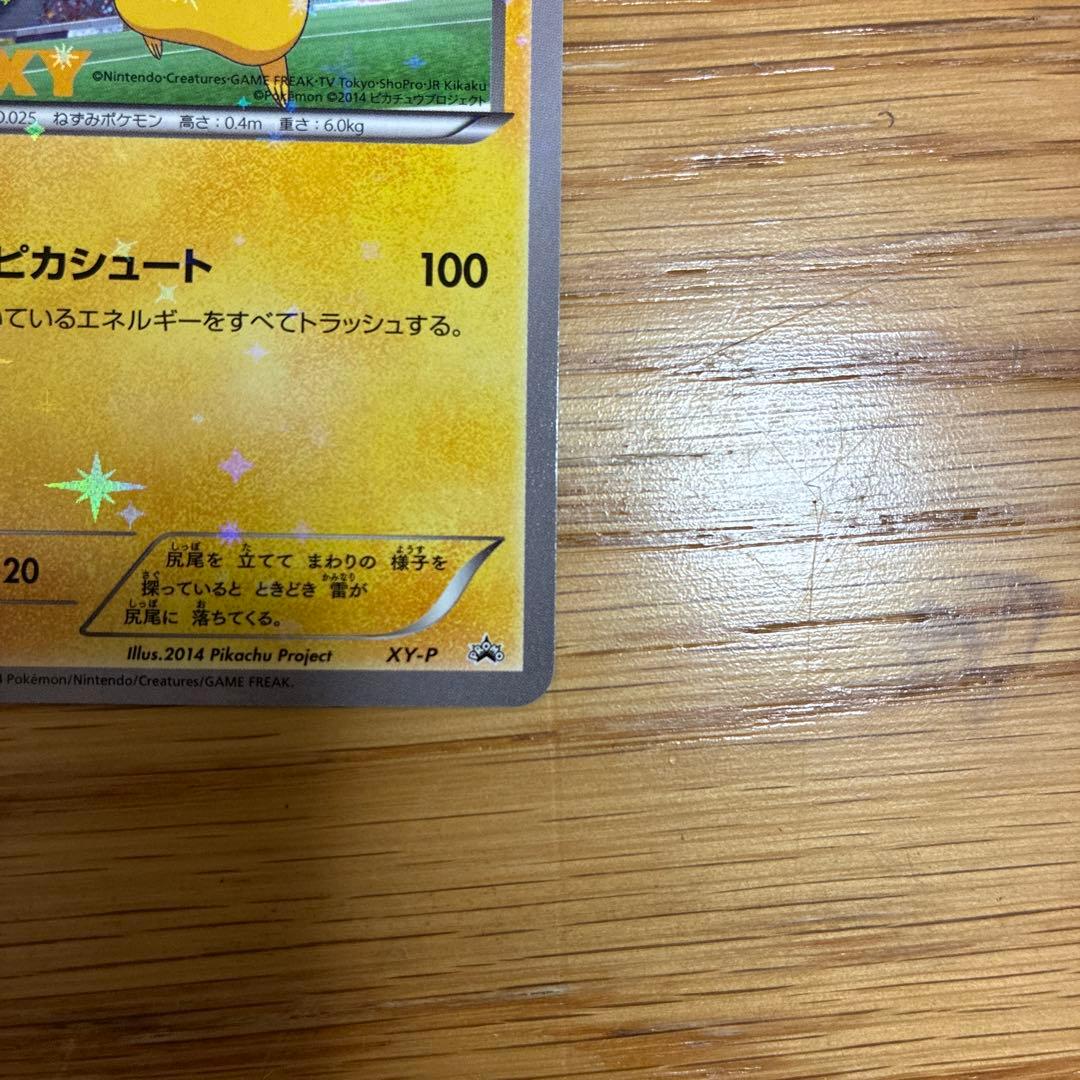 XY
©Nintendo・Creatures・GAME FREAK・TV Tokyo・ShoPro・JR Kikaku
©Pokémon ©2014 ピカチュウプロジェクト
O.025 ねずみポケモン 高さ:0.4m 重さ:6.0kg
ピカシュート 100
いているエネルギーをすべてトラッシュする。
20
尻尾を 立てて まわりの 様子を
探っていると ときどき 雷が
尻尾に 落ちてくる。
Illus.2014 Pikachu Project XY-P
4 Pokémon/Nintendo/Creatures/GAME FREAK.